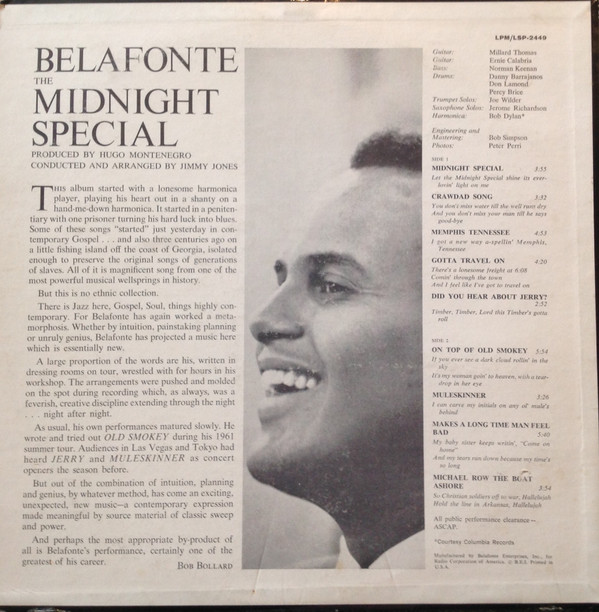 LPM/LSP-2449
BELAFONTE
THE
MIDNIGHT
SPECIAL
PRODUCED BY HUGO MONTENEGRO
CONDUCTED AND ARRANGED BY JIMMY JONES
THIS album started with a lonesome harmonica
player, playing his heart out in a shanty on a
hand-me-down harmonica. It started in a peniten-
tiary with one prisoner turning his hard luck into blues.
Some of these songs "started" just yesterday in con-
temporary Gospel . . . and also three centuries ago on
a little fishing island off the coast of Georgia, isolated
enough to preserve the original songs of generations
of slaves. All of it is magnificent song from one of the
most powerful musical wellsprings in history.
But this is no ethnic collection.
There is Jazz here, Gospel, Soul, things highly con-
temporary. For Belafonte has again worked a meta-
morphosis. Whether by intuition, painstaking planning
or unruly genius, Belafonte has projected a music here
which is essentially new.
A large proportion of the words are his, written in
dressing rooms on tour, wrestled with for hours in his
workshop. The arrangements were pushed and molded
on the spot during recording which, as always, was a
feverish, creative discipline extending through the night
. . . night after night.
As usual, his own performances matured slowly. He
wrote and tried out OLD SMOKEY during his 1961
summer tour. Audiences in Las Vegas and Tokyo had
heard JERRY and MULESKINNER as concert
openers the season before.
But out of the combination of intuition, planning
and genius, by whatever method, has come an exciting,
unexpected, new music—a contemporary expression
made meaningful by source material of classic sweep
and power.
And perhaps the most appropriate by-product of
all is Belafonte's performance, certainly one of the
greatest of his career.
BOB BOLLARD
Guitar: Millard Thomas
Guitar: Ernie Calabria
Bass: Norman Keenan
Drums: Danny Barrajanos
Don Lamond
Percy Brice
Trumpet Solos: Joe Wilder
Saxophone Solos: Jerome Richardson
Harmonica: Bob Dylan*
Engineering and
Mastering: Bob Simpson
Photos: Peter Perri
SIDE 1
MIDNIGHT SPECIAL 3:55
Let the Midnight Special shine its ever-
lovin' light on me
CRAWDAD SONG 3:32
You don't miss water till the well runs dry
And you don't miss your man till he says
good-bye
MEMPHIS TENNESSEE 4:53
I got a new way a-spellin' Memphis,
Tennessee
GOTTA TRAVEL ON 4:20
There's a lonesome freight at 6:08
Comin' through the town
And I feel like I've got to travel on
DID YOU HEAR ABOUT JERRY?
2:52
Timber, Timber, Lord this Timber's gotta
roll
SIDE 2
ON TOP OF OLD SMOKEY 5:54
If you ever see a dark cloud rollin' in the
sky
It's my woman goin' to heaven, with a tear-
drop in her eye
MULESKINNER 3:26
I can carve my initials on any ol' mule's
behind
MAKES A LONG TIME MAN FEEL
BAD 5:40
My baby sister keeps writin', "Come on
home"
And my tears run down because my time's
so long
MICHAEL ROW THE BOAT
ASHORE 3:54
So Christian soldiers off to war, Hallelujah
Hold the line in Arkansas, Hallelujah
All public performance clearance—
ASCAP.
*Courtesy Columbia Records
Manufactured by Belafonte Enterprises, Inc., for
Radio Corporation of America. © U.S.A. Printed in
U.S.A.